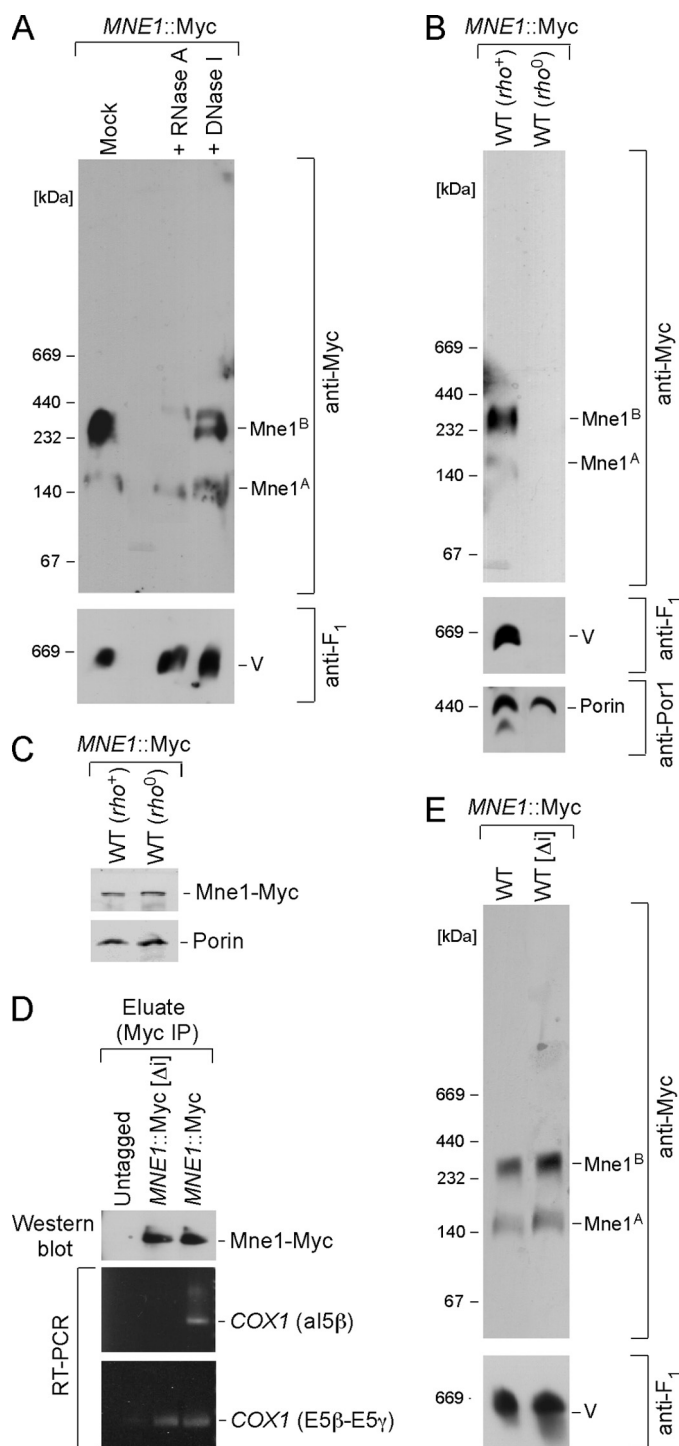 A
MNE1::Myc
Mock
+ RNase A
+ DNase I
[kDa]
669
440
232
140
67
Mne1B
Mne1A
anti-Myc
669
V
anti-F1
B
MNE1::Myc
WT (rho+)
WT (rho0)
[kDa]
669
440
232
140
67
Mne1B
Mne1A
anti-Myc
669
V
anti-F1
440
Porin
anti-Por1
C
MNE1::Myc
WT (rho+)
WT (rho0)
Mne1-Myc
Porin
D
Eluate
(Myc IP)
Untagged
MNE1::Myc [Δi]
MNE1::Myc
Western
blot
Mne1-Myc
RT-PCR
COX1 (aI5β)
COX1 (E5β-E5γ)
E
MNE1::Myc
WT
WT [Δi]
[kDa]
669
440
232
140
67
Mne1B
Mne1A
anti-Myc
669
V
anti-F1